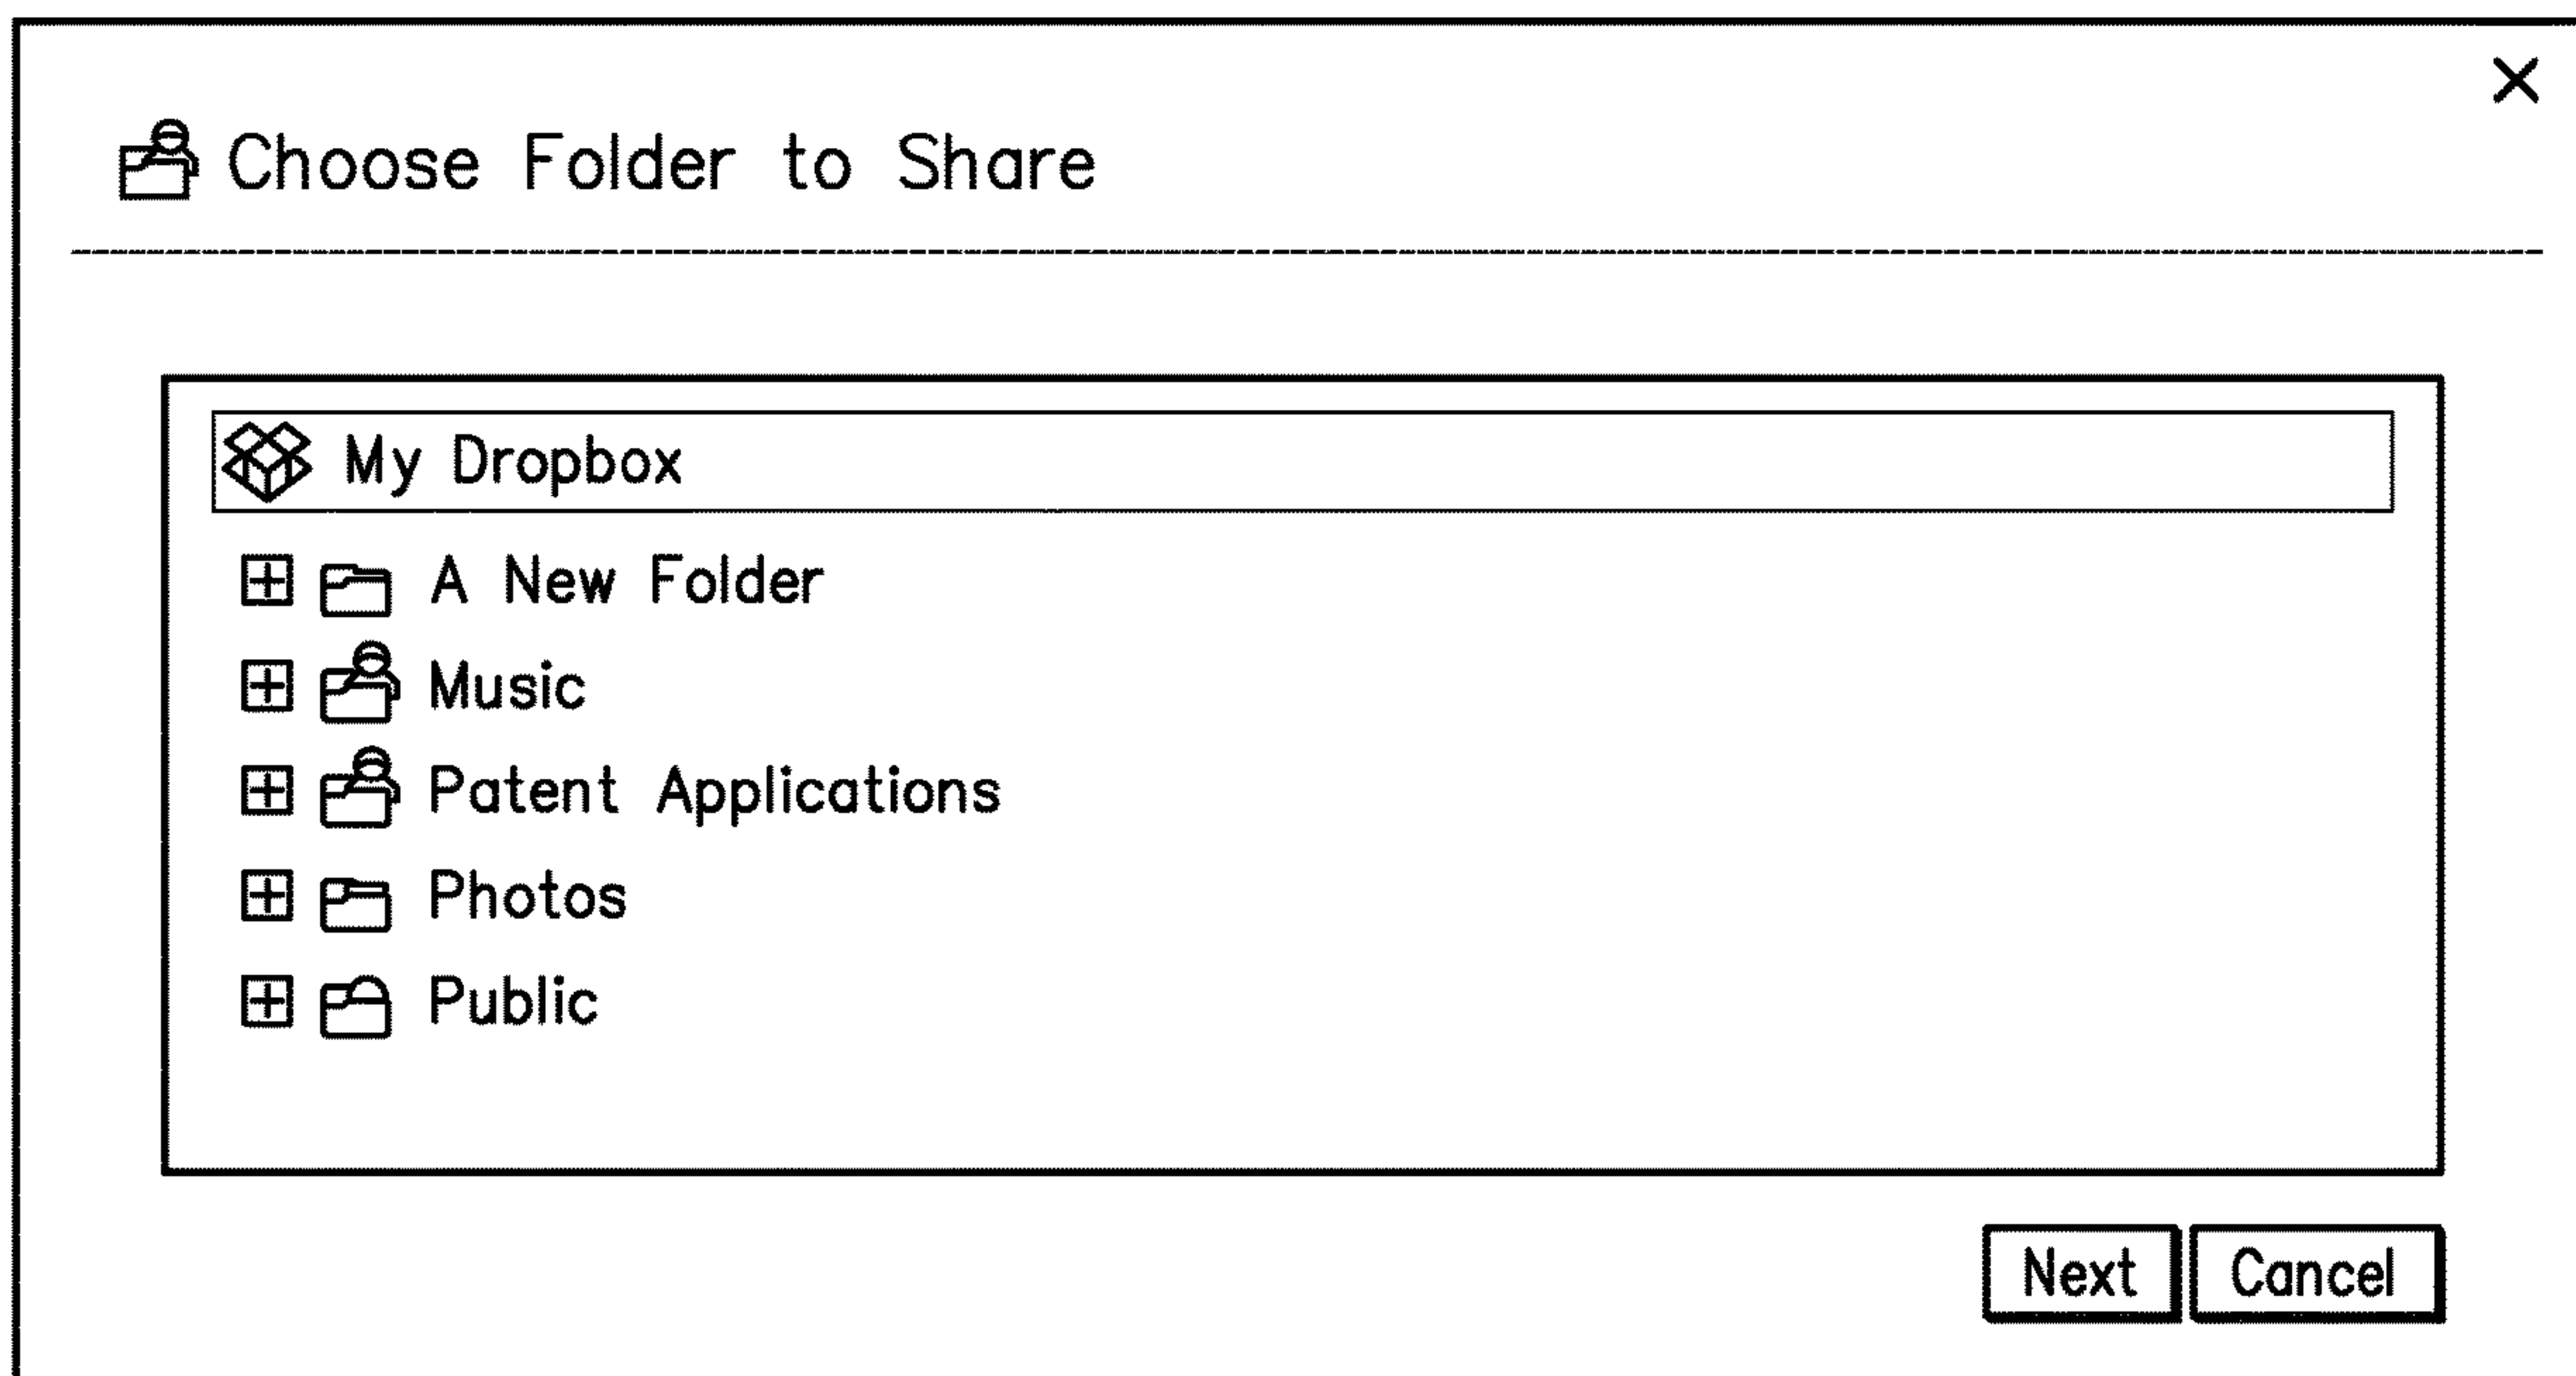 Choose Folder to Share
My Dropbox
A New Folder
Music
Patent Applications
Photos
Public
Next Cancel